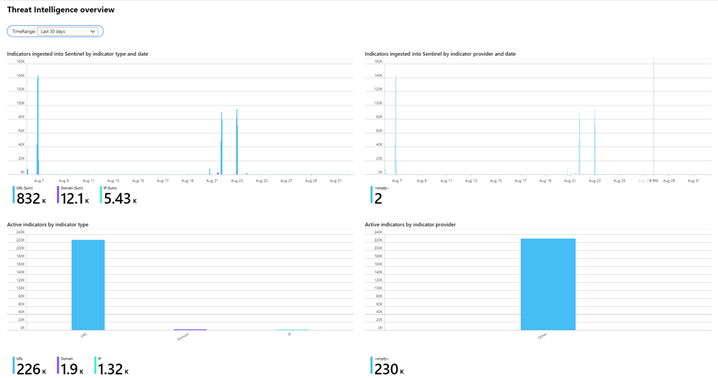 Threat Intelligence overview
TimeRange: Last 30 days
Indicators ingested into Sentinel by indicator type and date
160K
140K
120K
100K
80K
60K
40K
20K
0K
Aug 7 Aug 9 Aug 11 Aug 13 Aug 15 Aug 17 Aug 19 Aug 21 Aug 23 Aug 25 Aug 27 Aug 29 Aug 31
URL (Sum) Domain (Sum) IP (Sum)
832 K 12.1 K 5.43 K
Indicators ingested into Sentinel by indicator provider and date
160K
140K
120K
100K
80K
60K
40K
20K
0K
Aug 7 Aug 9 Aug 11 Aug 13 Aug 15 Aug 17 Aug 19 Aug 21 Aug 23 Aug 25 6 PM Aug 29 Aug 31
<empty>
2
Active indicators by indicator type
240K
220K
200K
180K
160K
140K
120K
100K
80K
60K
40K
20K
0K
URL Domain IP
URL Domain IP
226 K 1.9 K 1.32 K
Active indicators by indicator provider
240K
220K
200K
180K
160K
140K
120K
100K
80K
60K
40K
20K
0K
Other
<empty>
230 K